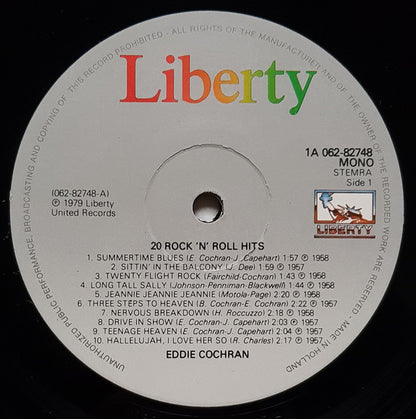 UNAUTHORIZED PUBLIC PERFORMANCE, BROADCASTING AND COPYING OF THIS RECORD PROHIBITED - ALL RIGHTS OF THE MANUFACTURER AND OF THE OWNER OF THE RECORDED WORK ARE RESERVED - MADE IN HOLLAND
Liberty
1A 062-82748
MONO
STEMRA
Side 1
(062-82748-A)
℗ 1979 Liberty
United Records
LIBERTY
20 ROCK 'N' ROLL HITS
1. SUMMERTIME BLUES (E. Cochran-J. Capehart) 1:57 ℗ 1958
2. SITTIN' IN THE BALCONY (J. Dee) 1:59 ℗ 1957
3. TWENTY FLIGHT ROCK (Fairchild-Cochran) 1:43 ℗ 1958
4. LONG TALL SALLY (Johnson-Penniman-Blackwell) 1:44 ℗ 1958
5. JEANNIE JEANNIE JEANNIE (Motola-Page) 2:20 ℗ 1958
6. THREE STEPS TO HEAVEN (B. Cochran-E. Cochran) 2:22 ℗ 1957
7. NERVOUS BREAKDOWN (H. Roccuzzo) 2:20 ℗ 1958
8. DRIVE IN SHOW (E. Cochran-J. Capehart) 2:04 ℗ 1957
9. TEENAGE HEAVEN (E. Cochran-J. Capehart) 2:04 ℗ 1957
10. HALLELUJAH, I LOVE HER SO (R. Charles) 2:17 ℗ 1957
EDDIE COCHRAN